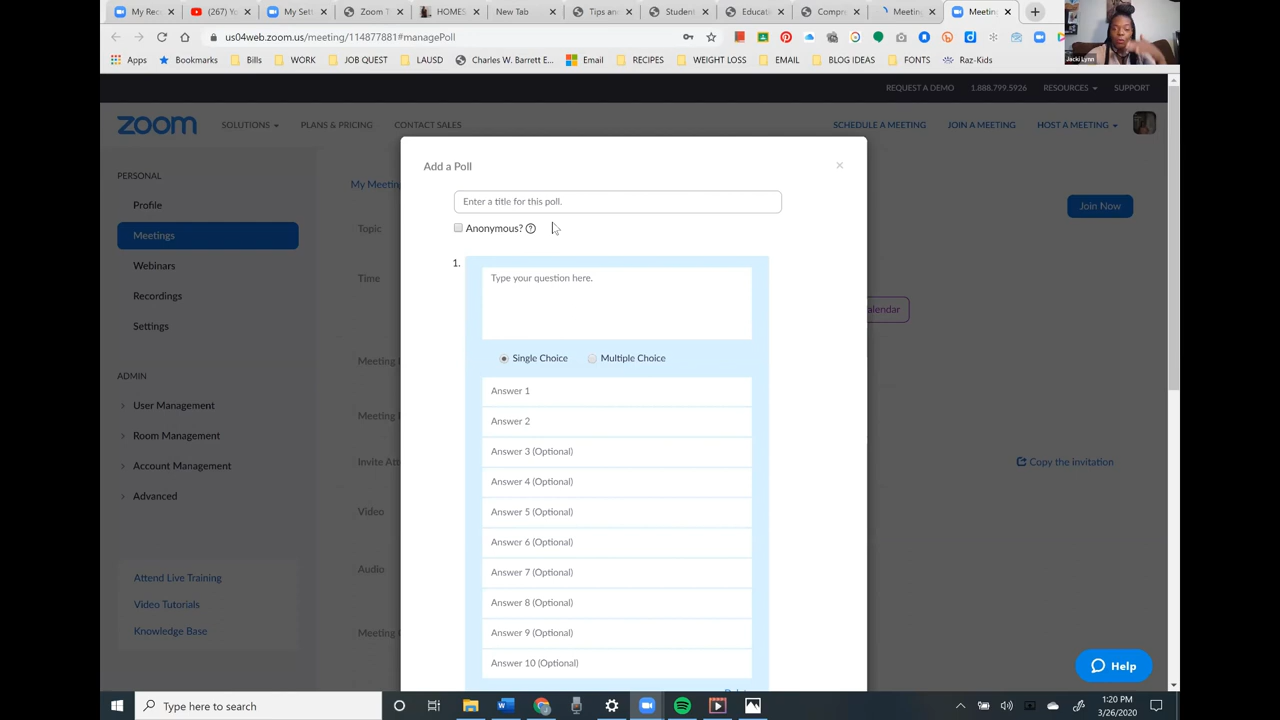 My Reco
(267) Yo
My Sett
Zoom T
HOMES
New Tab
Tips and
Student
Educati
Compre
Meetin
Meetin
us04web.zoom.us/meeting/114877881#managePoll
Apps
Bookmarks
Bills
WORK
JOB QUEST
LAUSD
Charles W. Barrett E...
Email
RECIPES
WEIGHT LOSS
EMAIL
BLOG IDEAS
FONTS
Raz-Kids
Jacki Lynn
REQUEST A DEMO
1.888.799.5926
RESOURCES
SUPPORT
zoom
SOLUTIONS
PLANS & PRICING
CONTACT SALES
SCHEDULE A MEETING
JOIN A MEETING
HOST A MEETING
PERSONAL
Profile
Meetings
Webinars
Recordings
Settings
ADMIN
User Management
Room Management
Account Management
Advanced
Attend Live Training
Video Tutorials
Knowledge Base
My Meetin
Topic
Time
Meeting
Meeting
Invite Att
Video
Audio
Meeting
Join Now
alendar
Copy the invitation
Add a Poll
Enter a title for this poll.
Anonymous?
1.
Type your question here.
Single Choice
Multiple Choice
Answer 1
Answer 2
Answer 3 (Optional)
Answer 4 (Optional)
Answer 5 (Optional)
Answer 6 (Optional)
Answer 7 (Optional)
Answer 8 (Optional)
Answer 9 (Optional)
Answer 10 (Optional)
Help
Type here to search
1:20 PM
3/26/2020